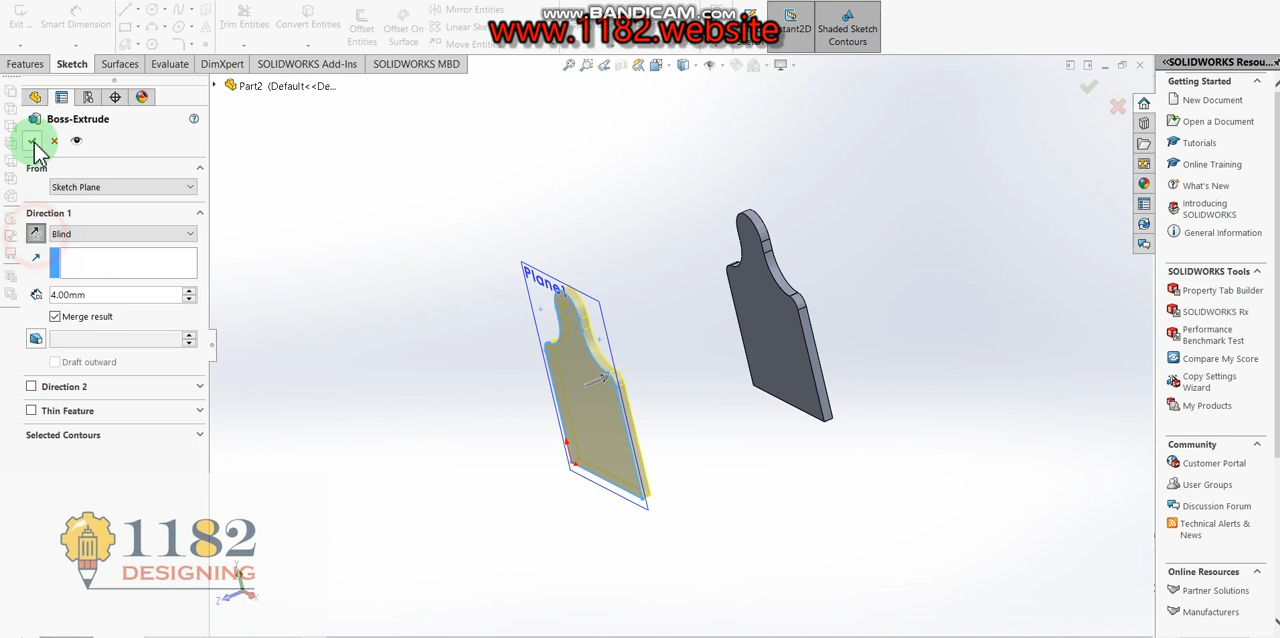 www.BANDICAM.com
www.1182.website
Exit ...
Smart Dimension
Trim Entities
Convert Entities
Offset Entities
Offset On Surface
Mirror Entities
Linear Sk
Move Entities
Instant2D
Shaded Sketch Contours
Features
Sketch
Surfaces
Evaluate
DimXpert
SOLIDWORKS Add-Ins
SOLIDWORKS MBD
Part2 (Default<<De...
Boss-Extrude
From
Sketch Plane
Direction 1
Blind
4.00mm
Merge result
Draft outward
Direction 2
Thin Feature
Selected Contours
Plane1
1182
DESIGNING
Z
SOLIDWORKS Resou...
Getting Started
New Document
Open a Document
Tutorials
Online Training
What's New
Introducing SOLIDWORKS
General Information
SOLIDWORKS Tools
Property Tab Builder
SOLIDWORKS Rx
Performance Benchmark Test
Compare My Score
Copy Settings Wizard
My Products
Community
Customer Portal
User Groups
Discussion Forum
Technical Alerts & News
Online Resources
Partner Solutions
Manufacturers